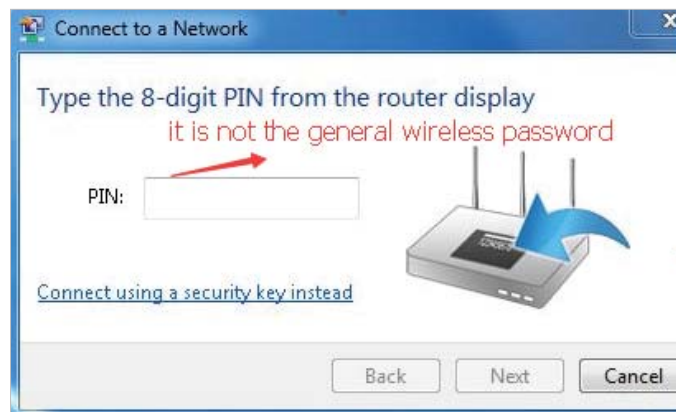 Connect to a Network
Type the 8-digit PIN from the router display
it is not the general wireless password
PIN:
Connect using a security key instead
Back Next Cancel